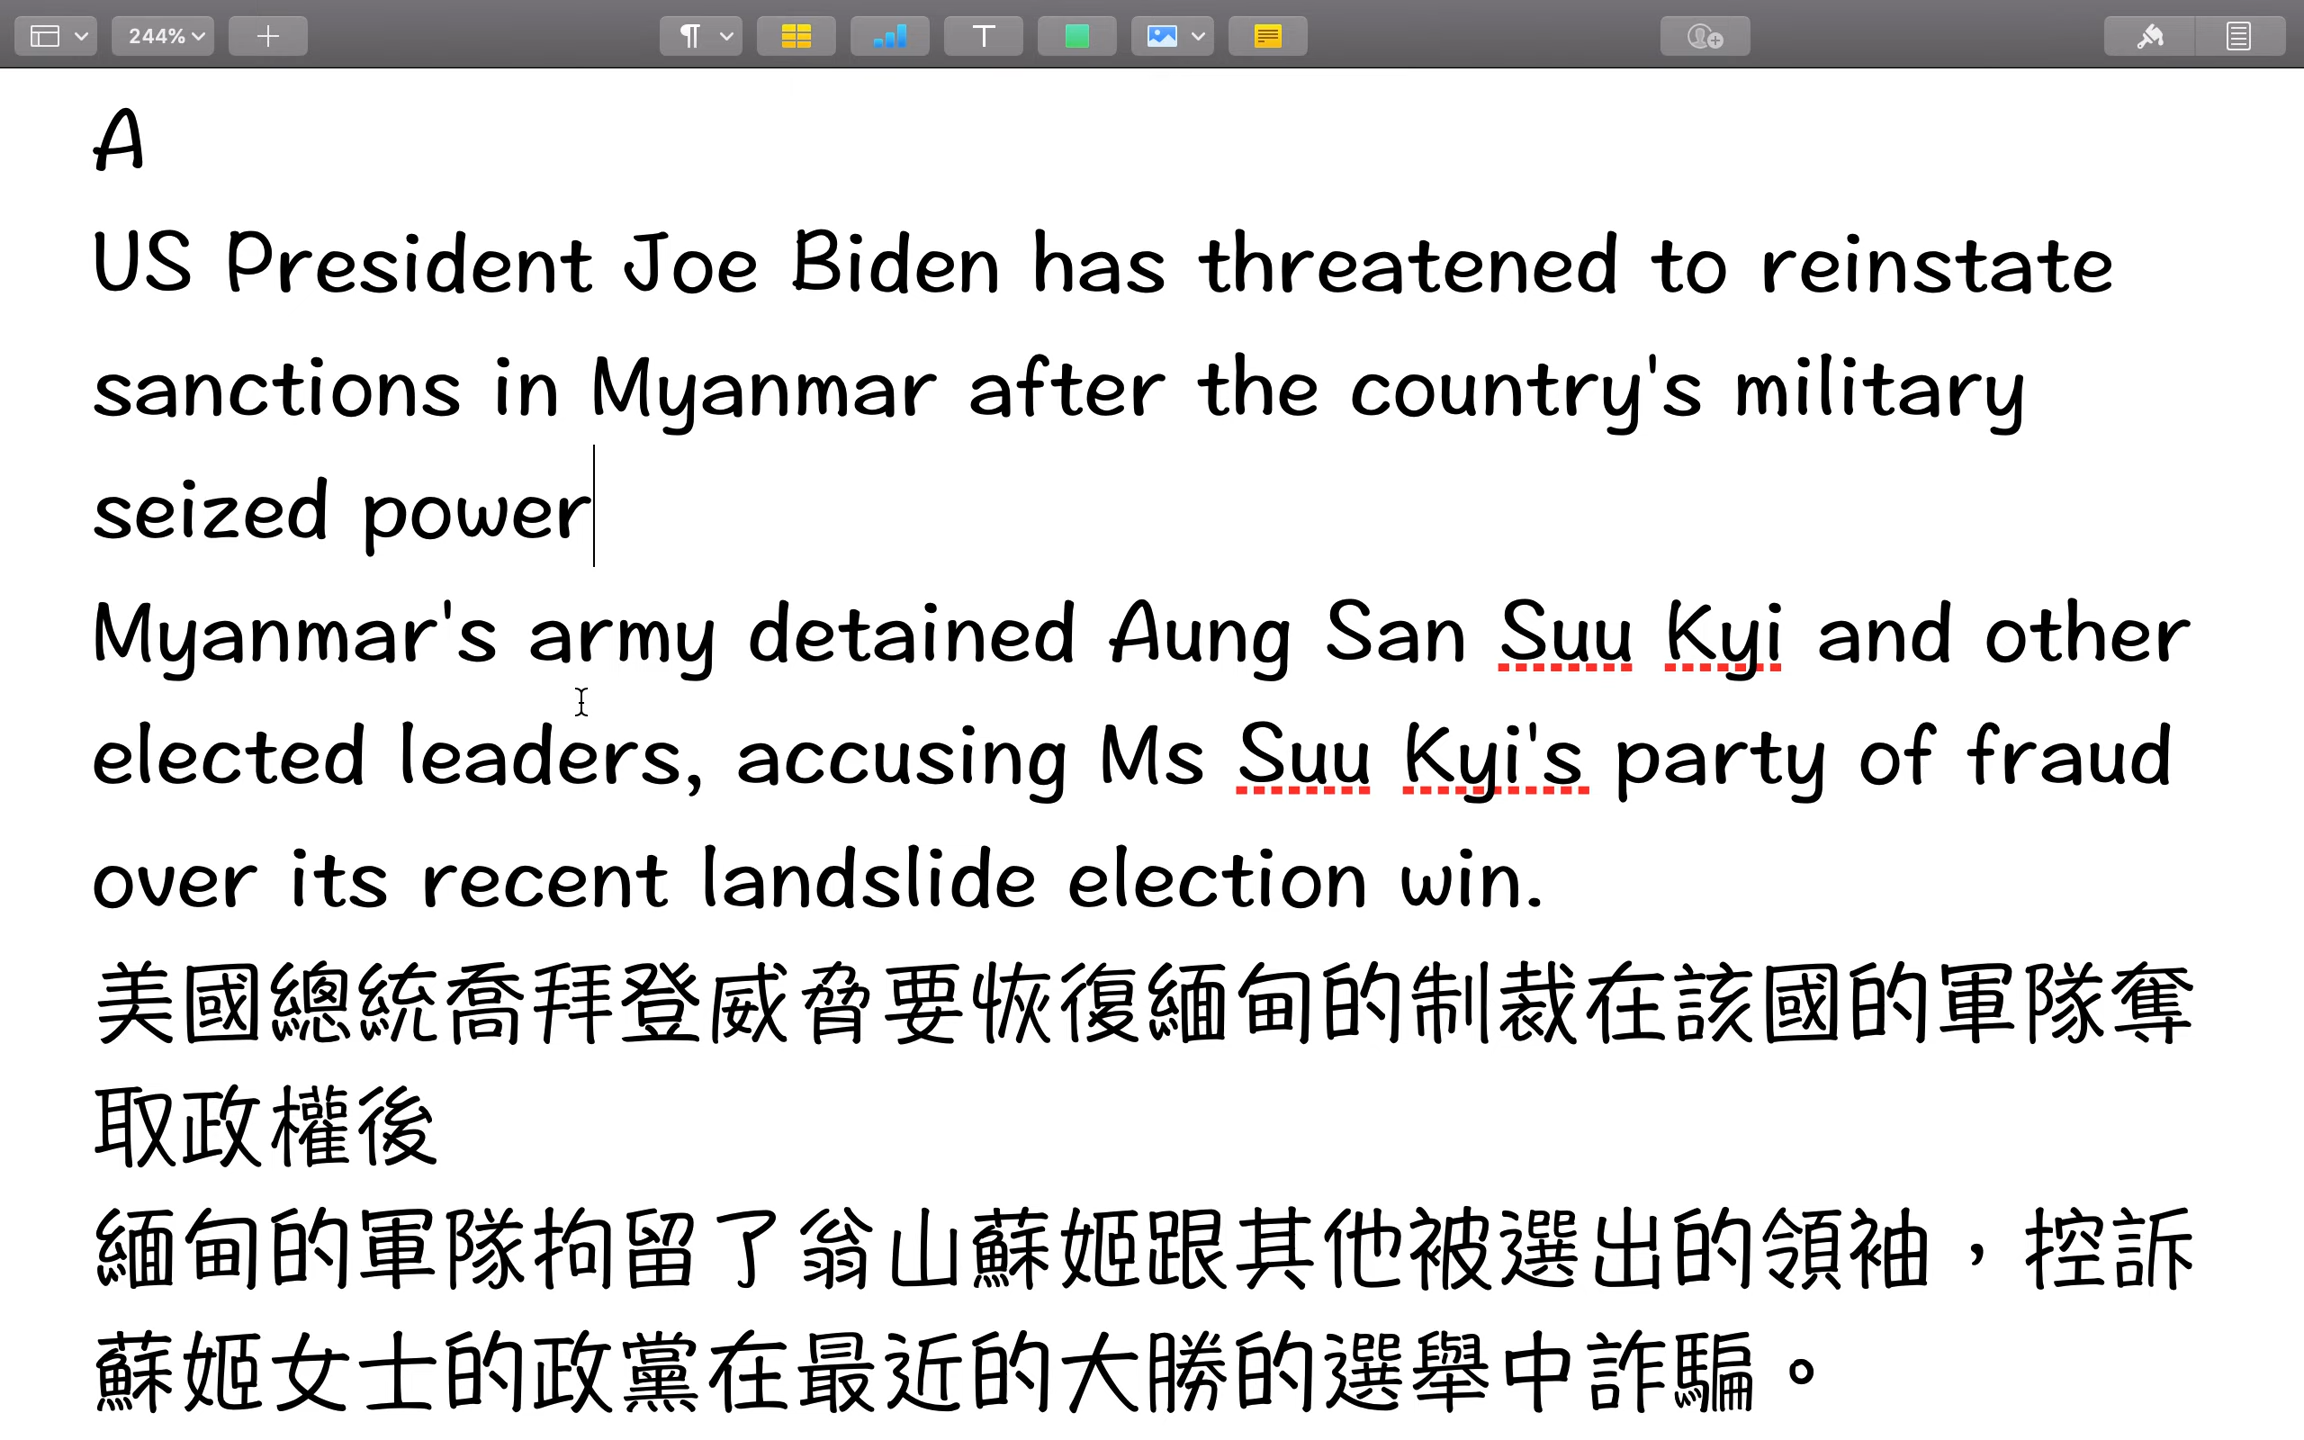 244%
A
US President Joe Biden has threatened to reinstate
sanctions in Myanmar after the country's military
seized power
Myanmar's army detained Aung San Suu Kyi and other
elected leaders, accusing Ms Suu Kyi's party of fraud
over its recent landslide election win.
美國總統喬拜登威脅要恢復緬甸的制裁在該國的軍隊奪
取政權後
緬甸的軍隊拘留了翁山蘇姬跟其他被選出的領袖，控訴
蘇姬女士的政黨在最近的大勝的選舉中詐騙。